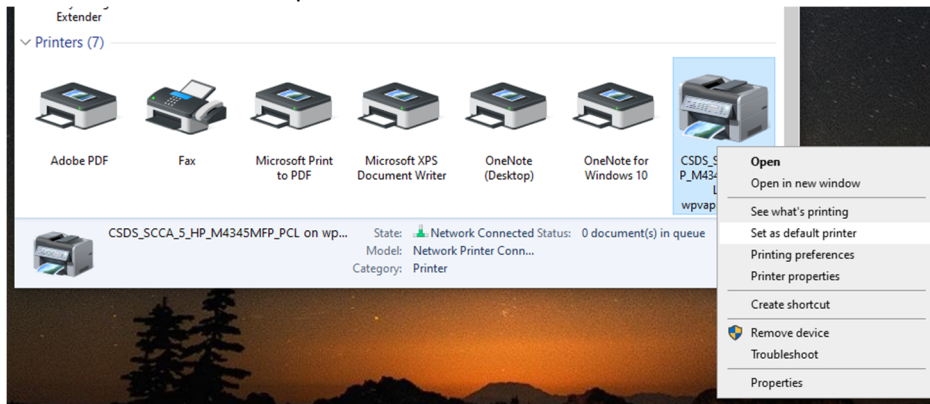 Extender
Printers (7)
Adobe PDF
Fax
Microsoft Print
to PDF
Microsoft XPS
Document Writer
OneNote
(Desktop)
OneNote for
Windows 10
CSDS_S
P_M434
L
wpvap
CSDS_SCCA_5_HP_M4345MFP_PCL on wp...
State: Network Connected Status: 0 document(s) in queue
Model: Network Printer Conn...
Category: Printer
Open
Open in new window
See what's printing
Set as default printer
Printing preferences
Printer properties
Create shortcut
Remove device
Troubleshoot
Properties